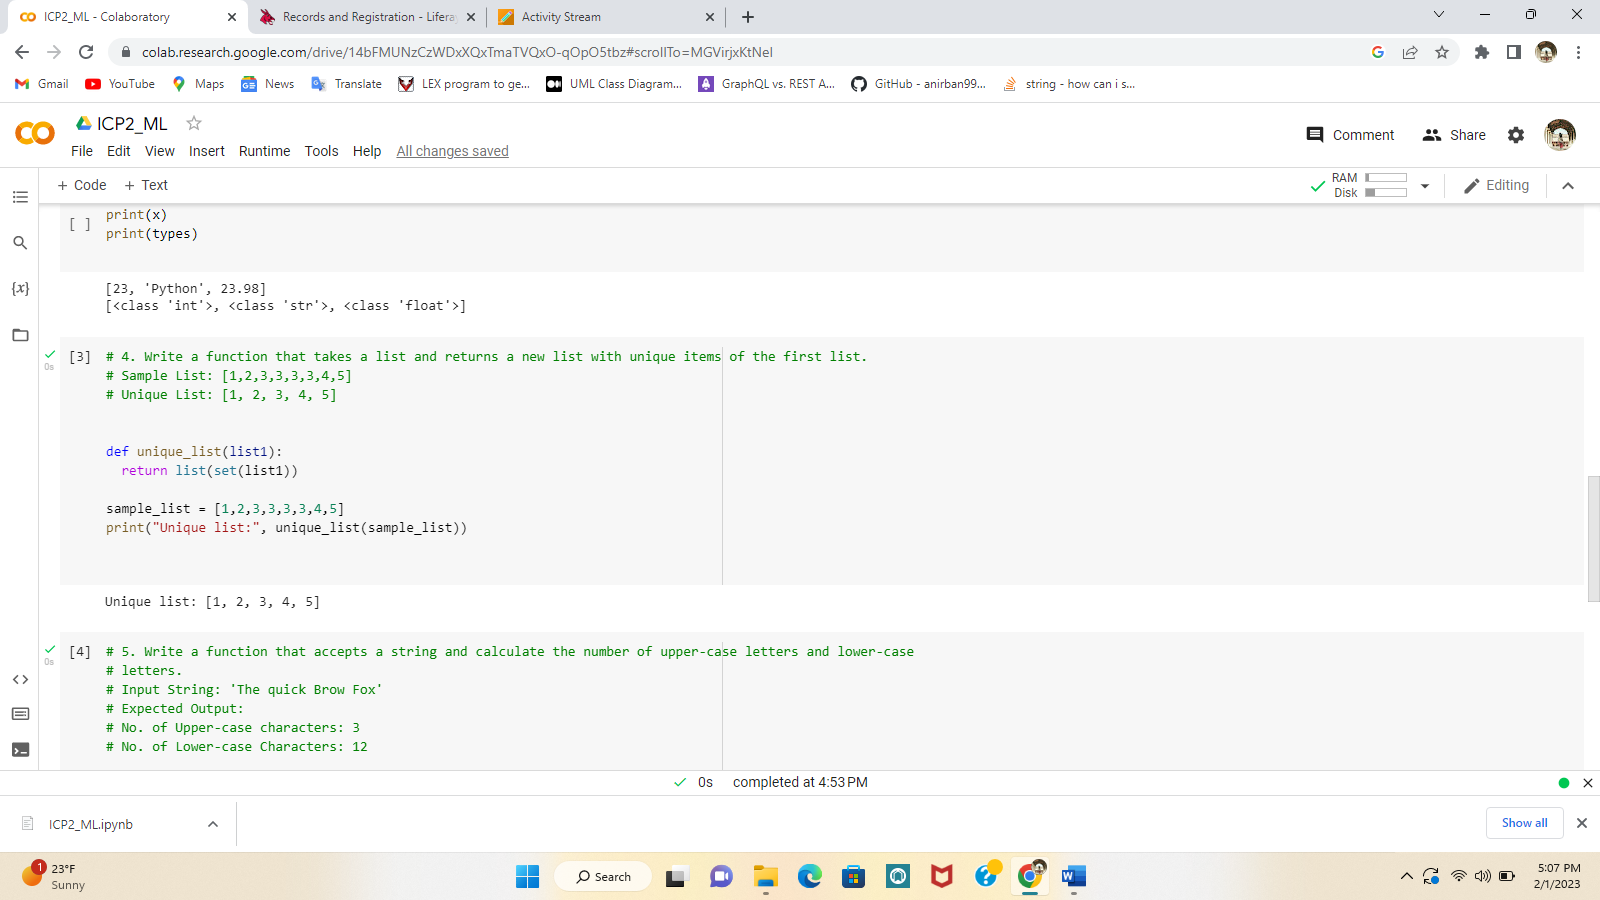 ICP2_ML - Colaboratory
Records and Registration - Lifera
Activity Stream
colab.research.google.com/drive/14bFMUNzCzWDxXQxTmaTVQxO-qOpO5tbz#scrollTo=MGVirjxKtNel
Gmail YouTube Maps News Translate LEX program to ge... UML Class Diagram... GraphQL vs. REST A... GitHub - anirban99... string - how can i s...
ICP2_ML
Comment Share
File Edit View Insert Runtime Tools Help All changes saved
+ Code + Text
RAM
Disk
Editing
[ ] print(x)
print(types)
{x}
[23, 'Python', 23.98]
[<class 'int'>, <class 'str'>, <class 'float'>]
0s
[3] # 4. Write a function that takes a list and returns a new list with unique items of the first list.
# Sample List: [1,2,3,3,3,3,4,5]
# Unique List: [1, 2, 3, 4, 5]
def unique_list(list1):
return list(set(list1))
sample_list = [1,2,3,3,3,3,4,5]
print("Unique list:", unique_list(sample_list))
Unique list: [1, 2, 3, 4, 5]
0s
[4] # 5. Write a function that accepts a string and calculate the number of upper-case letters and lower-case
# letters.
# Input String: 'The quick Brow Fox'
# Expected Output:
# No. of Upper-case characters: 3
# No. of Lower-case Characters: 12
0s completed at 4:53 PM
ICP2_ML.ipynb
Show all
1
23°F
Sunny
Search
5:07 PM
2/1/2023